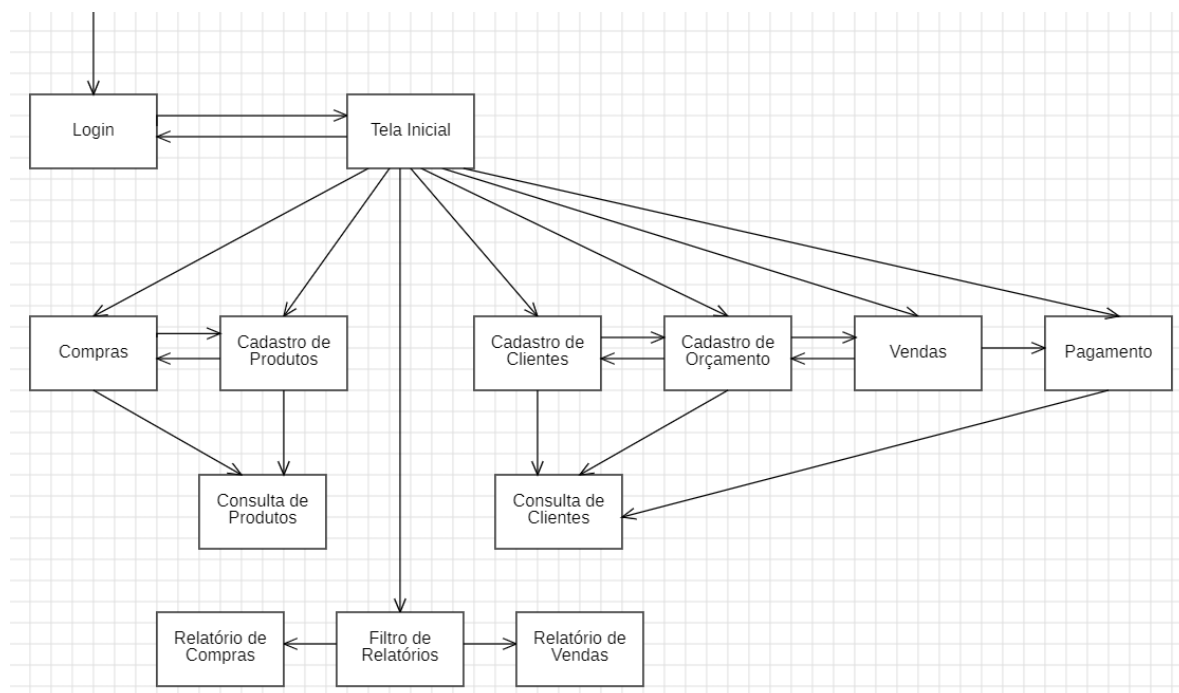 Login
Tela Inicial
Compras
Cadastro de
Produtos
Cadastro de
Clientes
Cadastro de
Orçamento
Vendas
Pagamento
Consulta de
Produtos
Consulta de
Clientes
Relatório de
Compras
Filtro de
Relatórios
Relatório de
Vendas